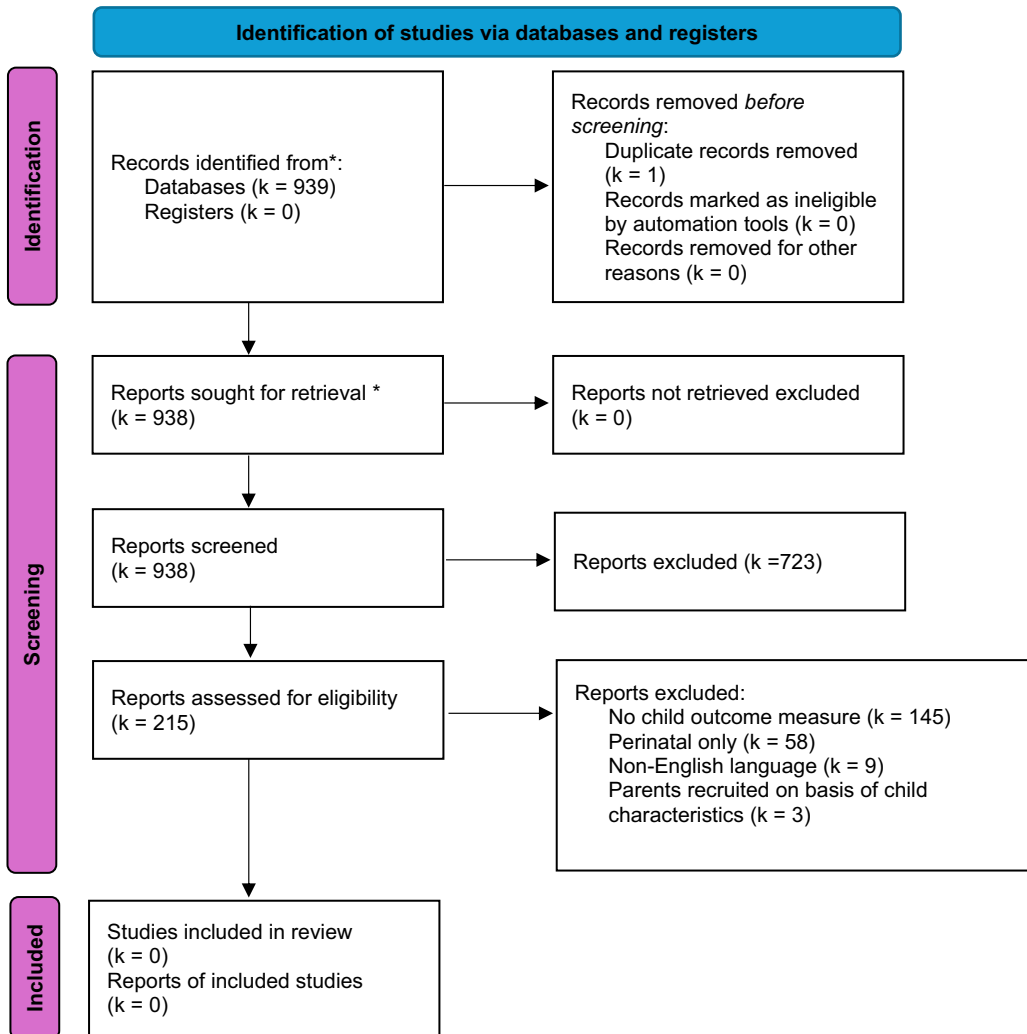 Identification of studies via databases and registers
Identification
Records identified from*:
Databases (k = 939)
Registers (k = 0)
Records removed before
screening:
Duplicate records removed
(k = 1)
Records marked as ineligible
by automation tools (k = 0)
Records removed for other
reasons (k = 0)
Screening
Reports sought for retrieval *
(k = 938)
Reports not retrieved excluded
(k = 0)
Reports screened
(k = 938)
Reports excluded (k =723)
Reports assessed for eligibility
(k = 215)
Reports excluded:
No child outcome measure (k = 145)
Perinatal only (k = 58)
Non-English language (k = 9)
Parents recruited on basis of child
characteristics (k = 3)
Included
Studies included in review
(k = 0)
Reports of included studies
(k = 0)